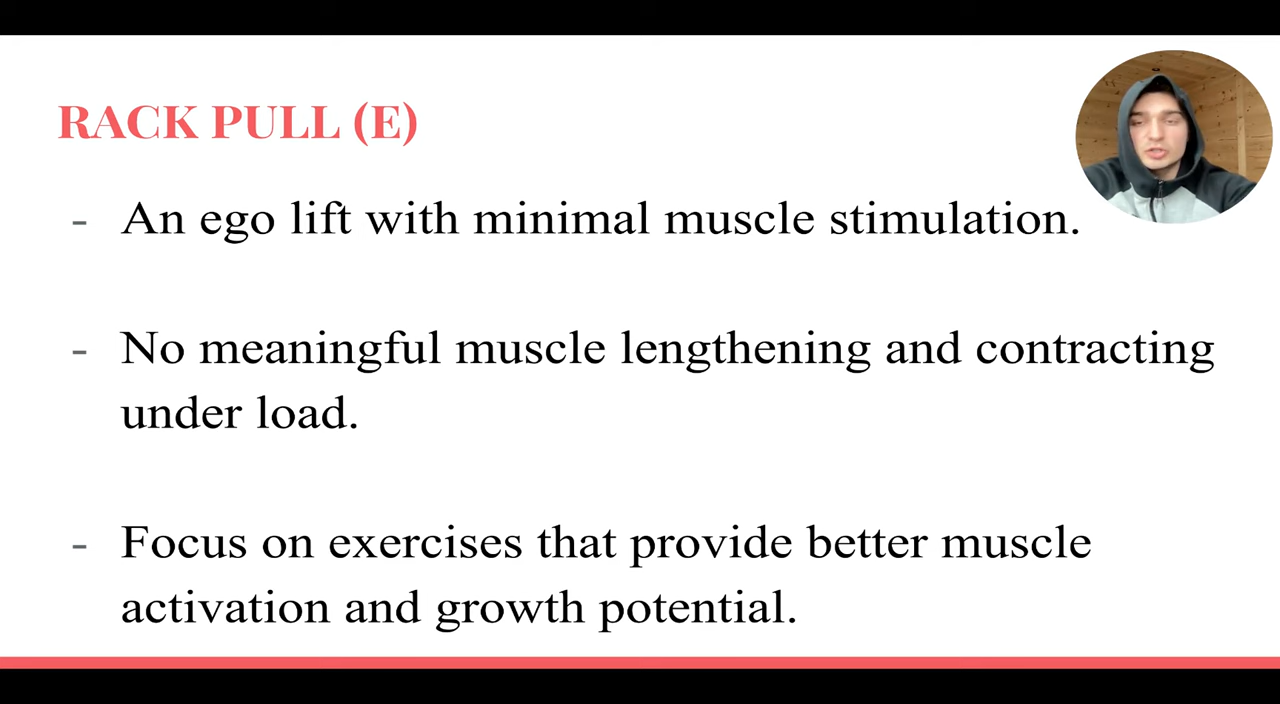 RACK PULL (E)
- An ego lift with minimal muscle stimulation.
- No meaningful muscle lengthening and contracting
under load.
- Focus on exercises that provide better muscle
activation and growth potential.